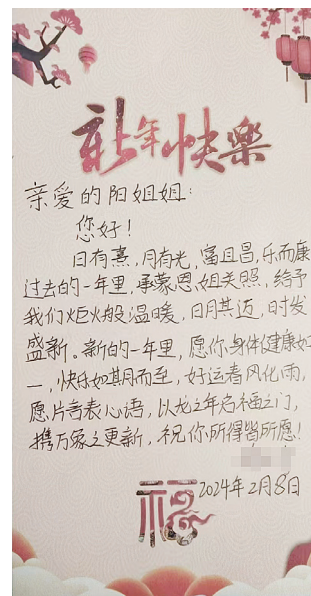 新年快樂
亲爱的阳姐姐：
您好！
日有熹，月有光，富且昌，乐而康
过去的一年里，承蒙恩姐关照，给予
我们炬火般温暖，日月其迈，时发
盛新。新的一年里，愿你身体健康如
一，快乐如期而至，好运春风化雨，
愿片言表心语，以龙之年启福之门，
携万象之更新，祝你所得皆所愿！
2024年2月8日
福